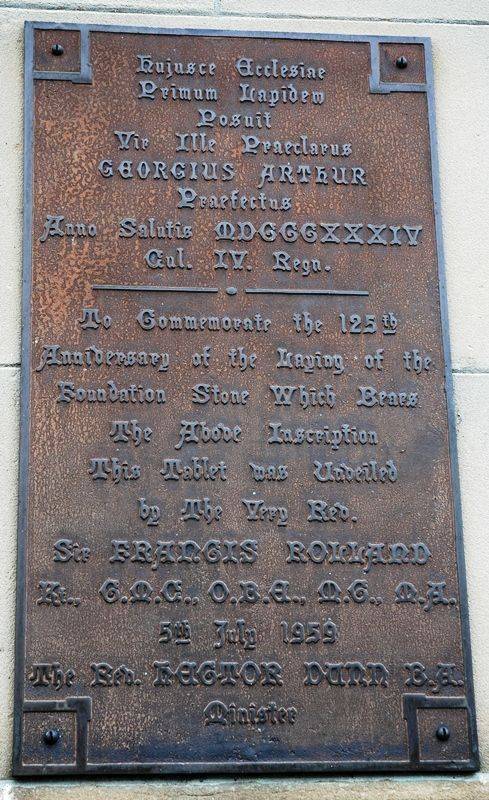 Hujusce Ecclesiae
Primum Lapidem
Posuit
Vir Ille Praeclarus
GEORGIUS ARTHUR
Praefectus
Anno Salutis MDCCCXXXIV
Gul. IV. Regn.
To Commemorate the 125th
Anniversary of the Laying of the
Foundation Stone Which Bears
The Above Inscription
This Tablet was Unveiled
by The Very Rev.
Sir FRANCIS ROLLAND
Kt., C.M.G., O.B.E., M.C., M.A.
5th July 1959
The Rev. HECTOR DUNN B.A.
Minister